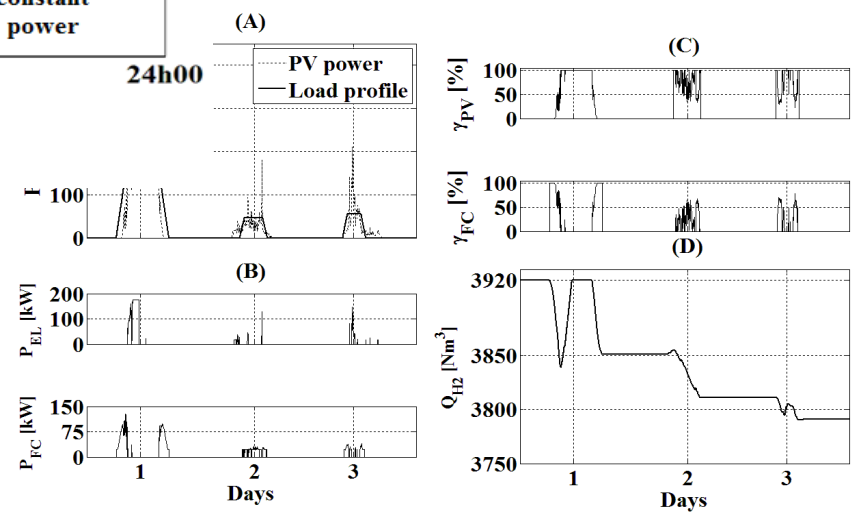 constant
power
24h00
(A)
PV power
Load profile
100
0
(B)
P_EL [kW]
200
100
0
P_FC [kW]
150
75
0
1
2
3
Days
(C)
γ_PV [%]
100
50
0
γ_FC [%]
100
50
0
(D)
Q_H2 [Nm³]
3920
3850
3800
3750
1
2
3
Days